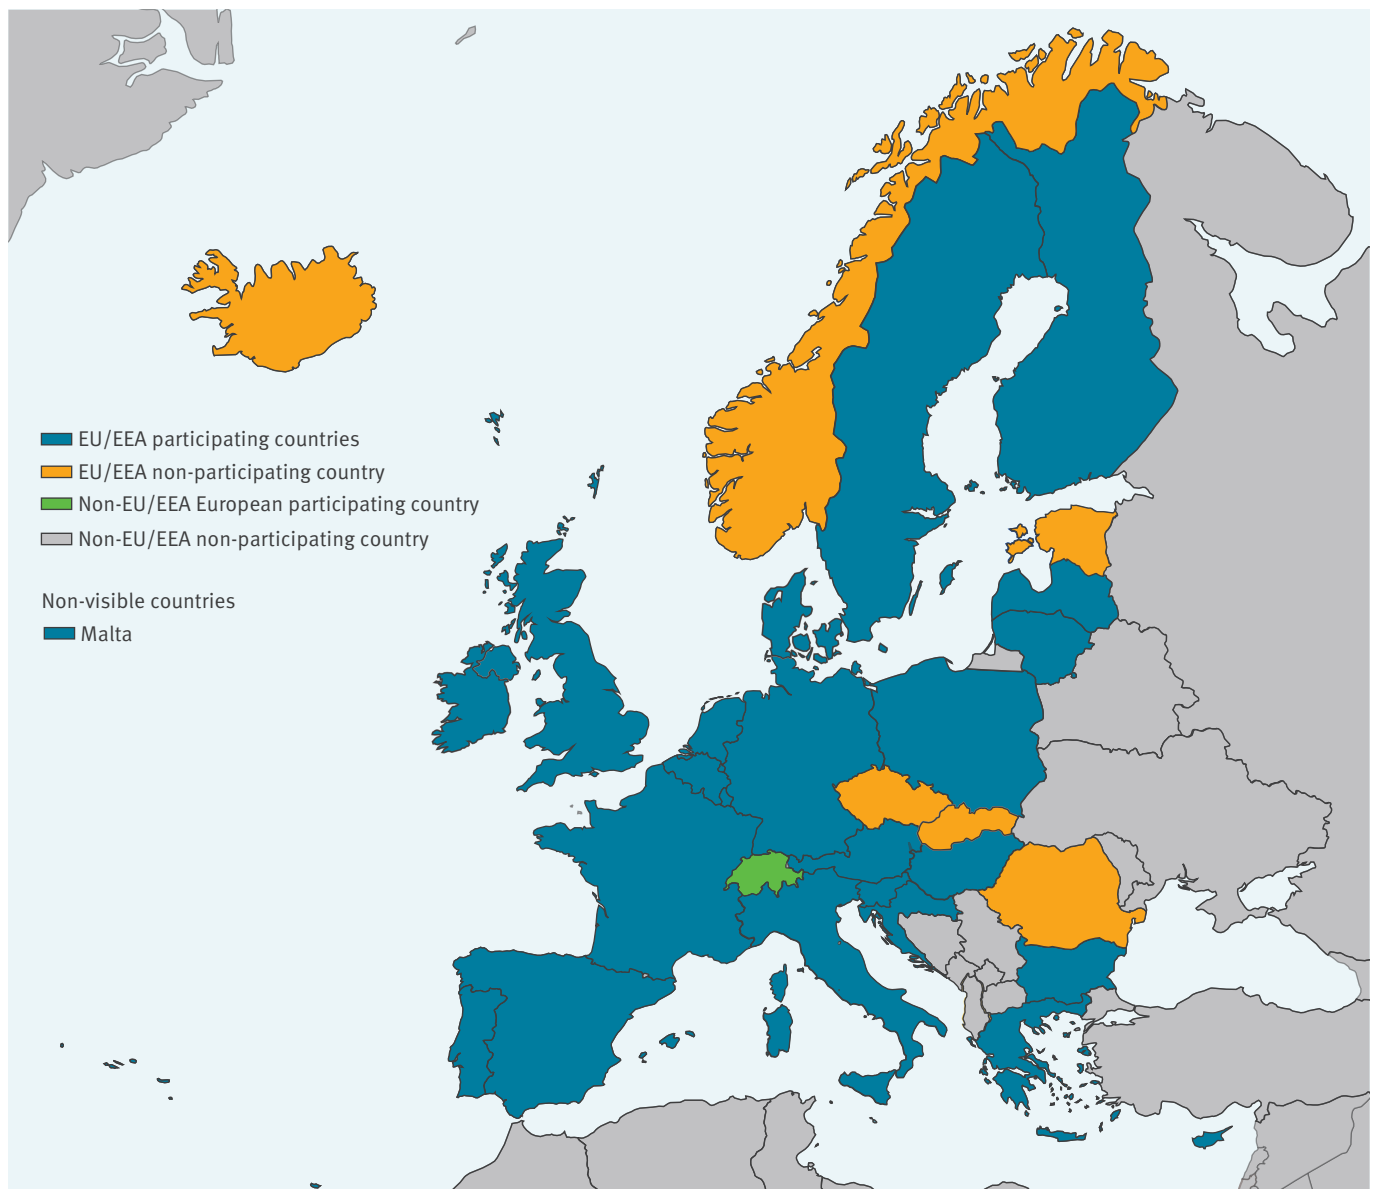 EU/EEA participating countries
EU/EEA non-participating country
Non-EU/EEA European participating country
Non-EU/EEA non-participating country
Non-visible countries
Malta